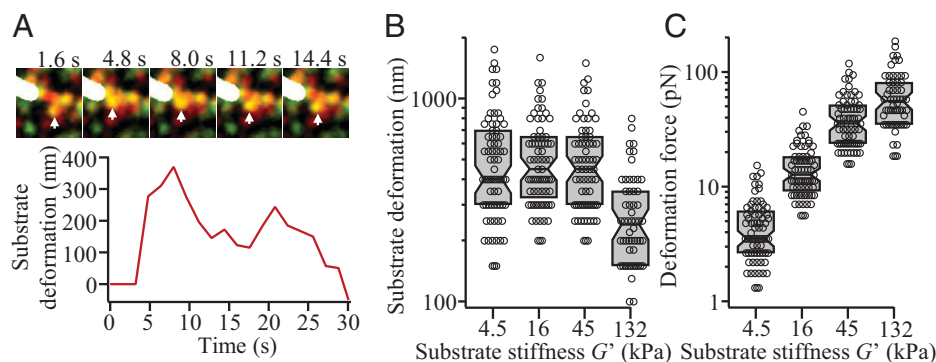 A
1.6 s 4.8 s 8.0 s 11.2 s 14.4 s
Substrate
deformation (nm)
400
300
200
100
0
0 5 10 15 20 25 30
Time (s)
B
Substrate deformation (nm)
1000
100
4.5 16 45 132
Substrate stiffness G' (kPa)
C
Deformation force (pN)
100
10
1
4.5 16 45 132
Substrate stiffness G' (kPa)